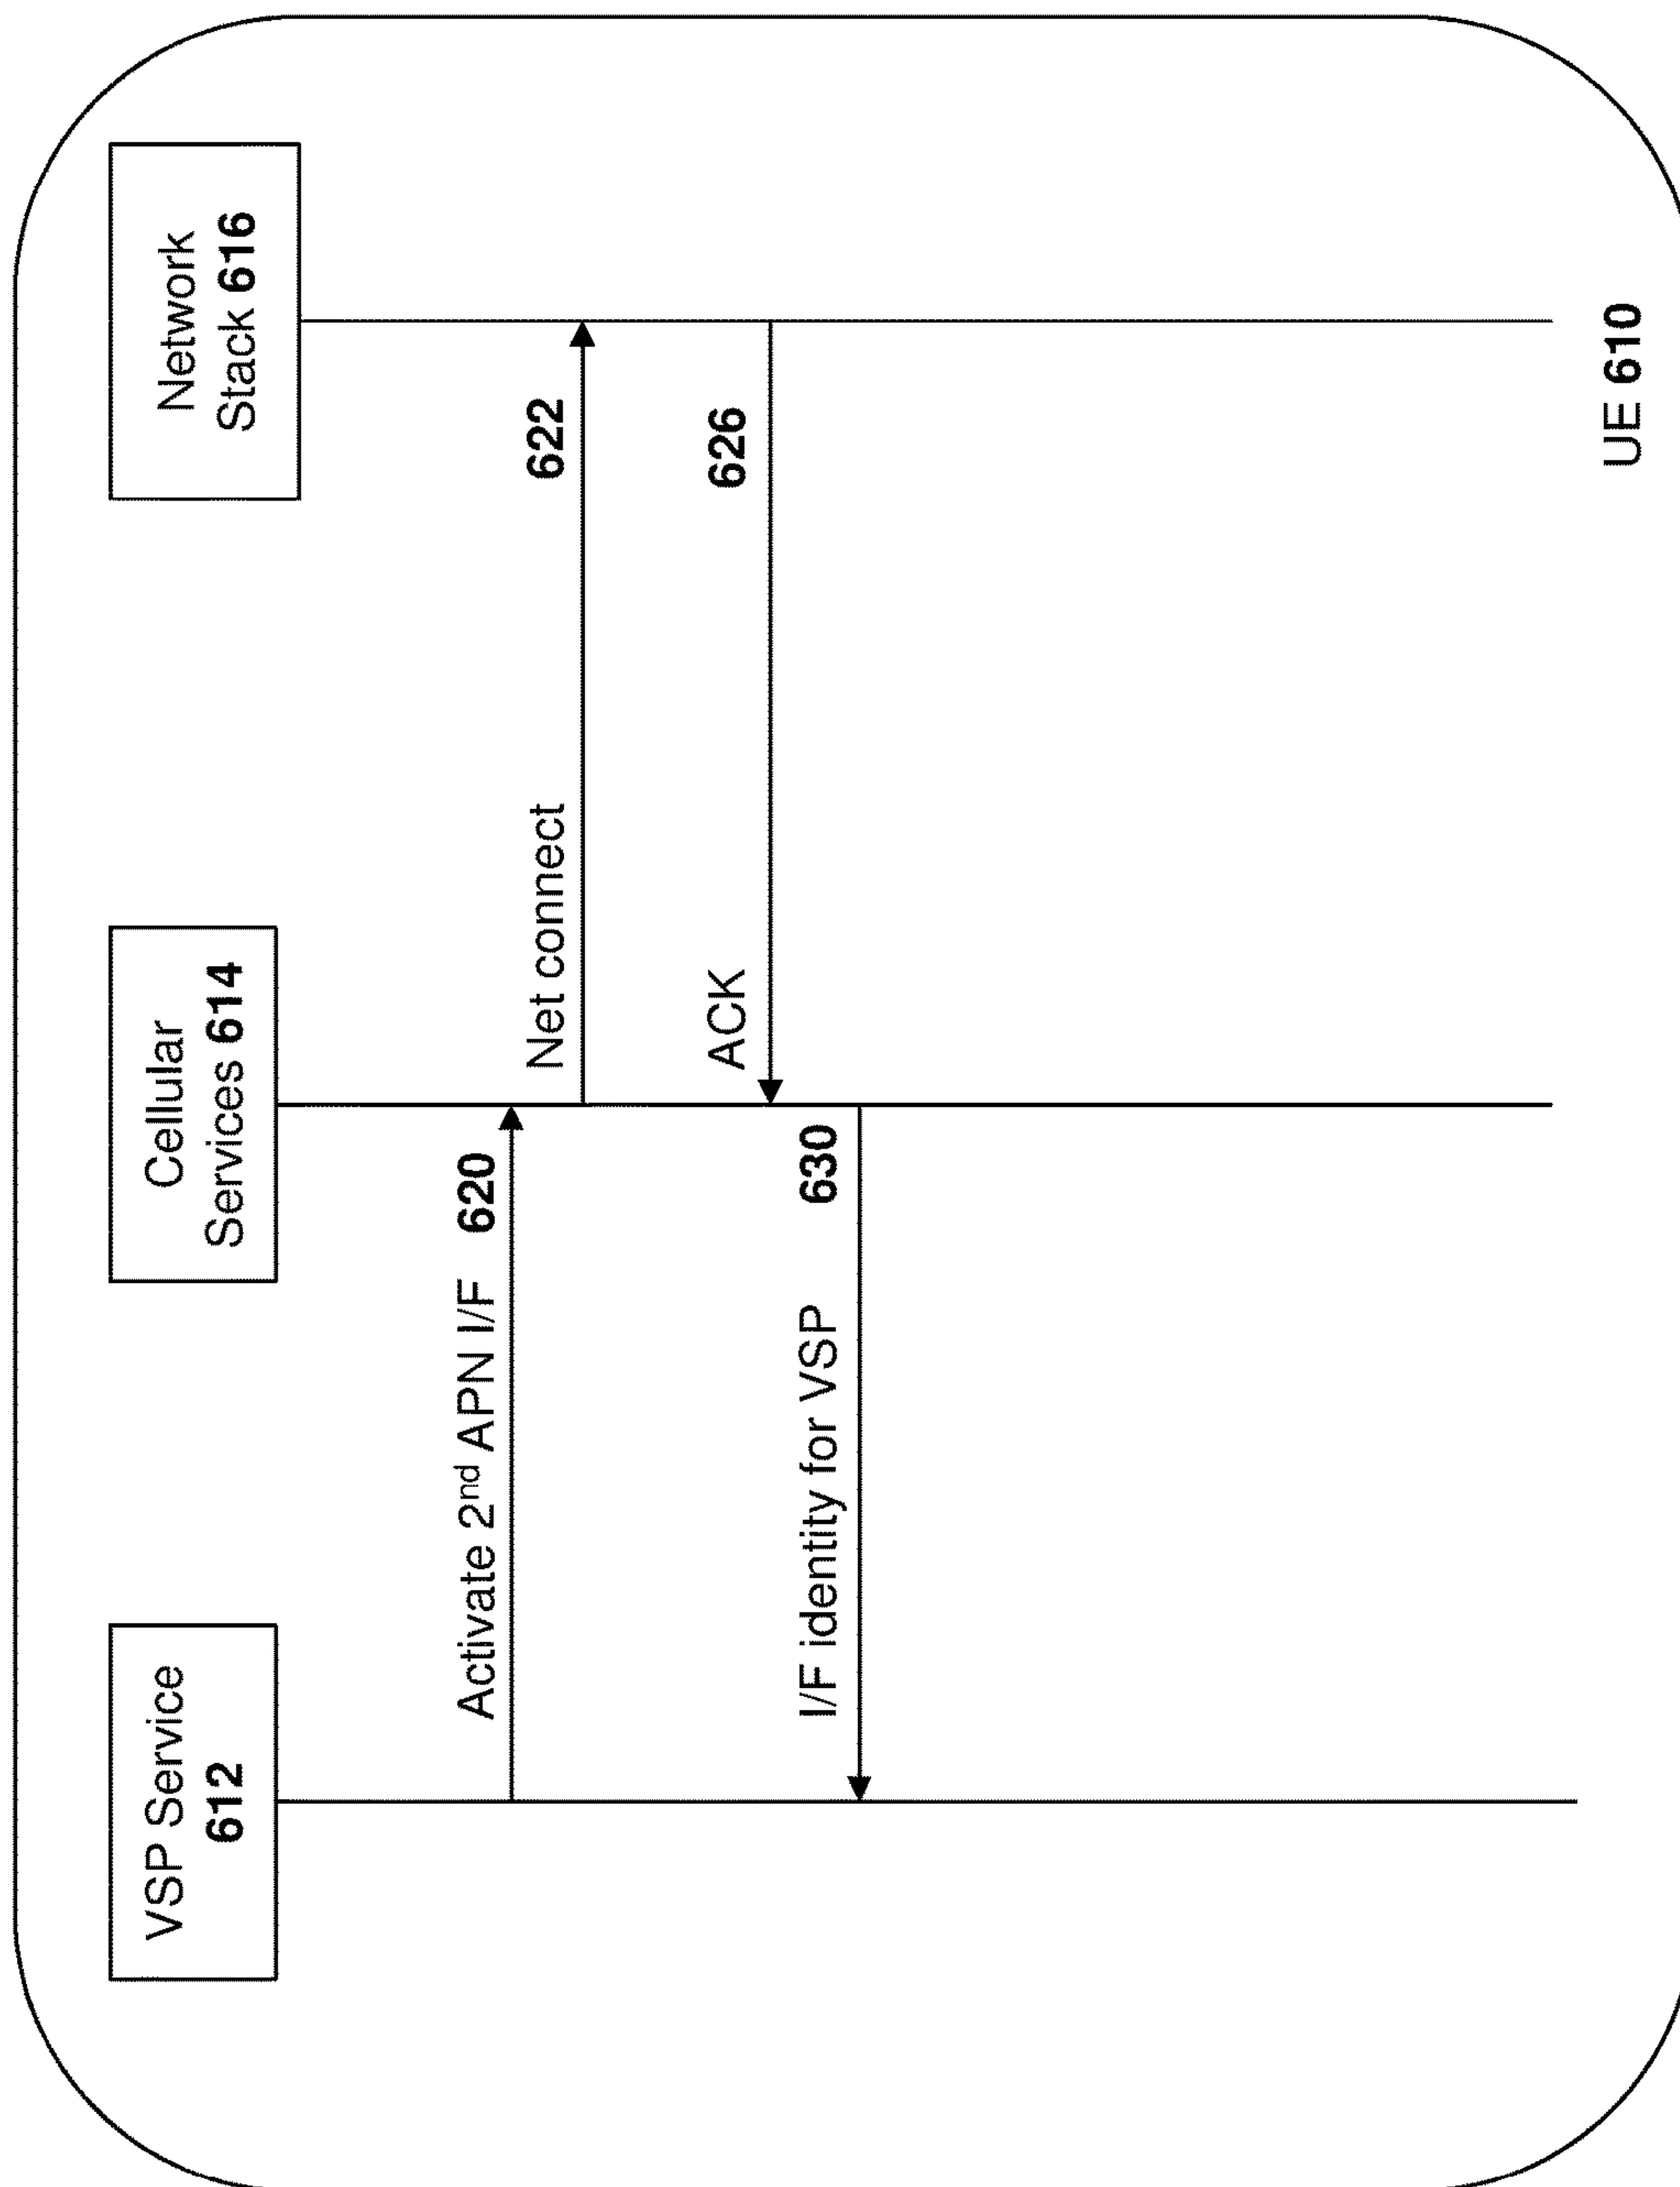 VSP Service
612
Cellular
Services 614
Network
Stack 616
Activate 2nd APN I/F 620
Net connect 622
ACK 626
I/F identity for VSP 630
UE 610